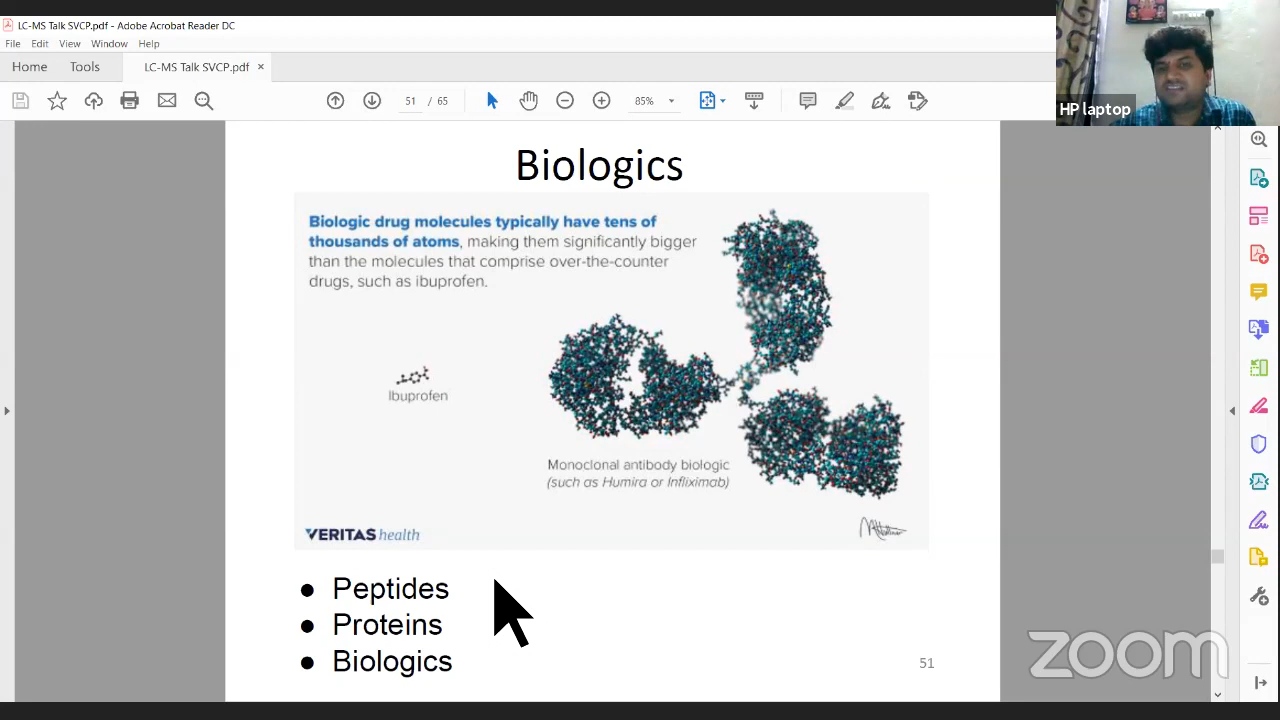 LC-MS Talk SVCP.pdf - Adobe Acrobat Reader DC
File Edit View Window Help
Home Tools LC-MS Talk SVCP.pdf ×
51 / 65 85%
HP laptop
Biologics
Biologic drug molecules typically have tens of
thousands of atoms, making them significantly bigger
than the molecules that comprise over-the-counter
drugs, such as ibuprofen.
Ibuprofen
Monoclonal antibody biologic
(such as Humira or Infliximab)
VERITAS health
● Peptides
● Proteins
● Biologics
51
zoom